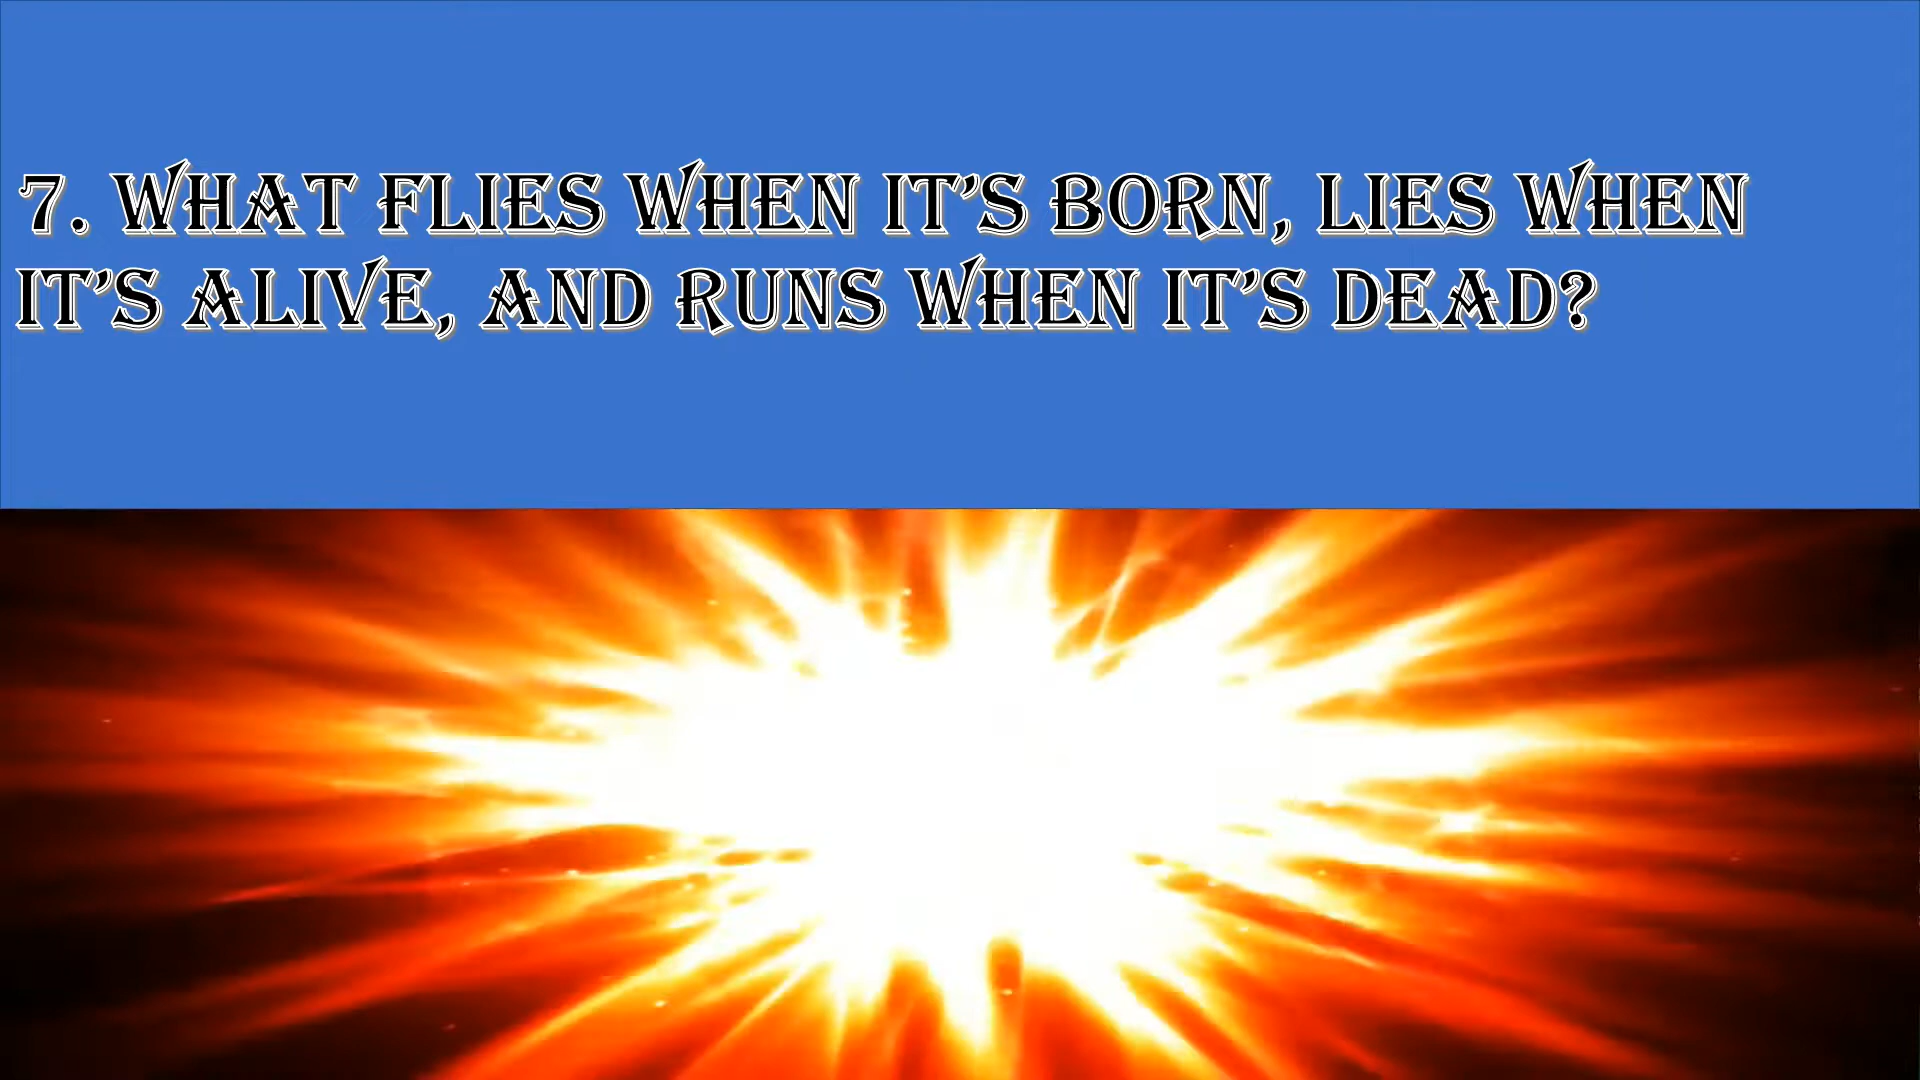 7. WHAT FLIES WHEN IT’S BORN, LIES WHEN
IT’S ALIVE, AND RUNS WHEN IT’S DEAD?